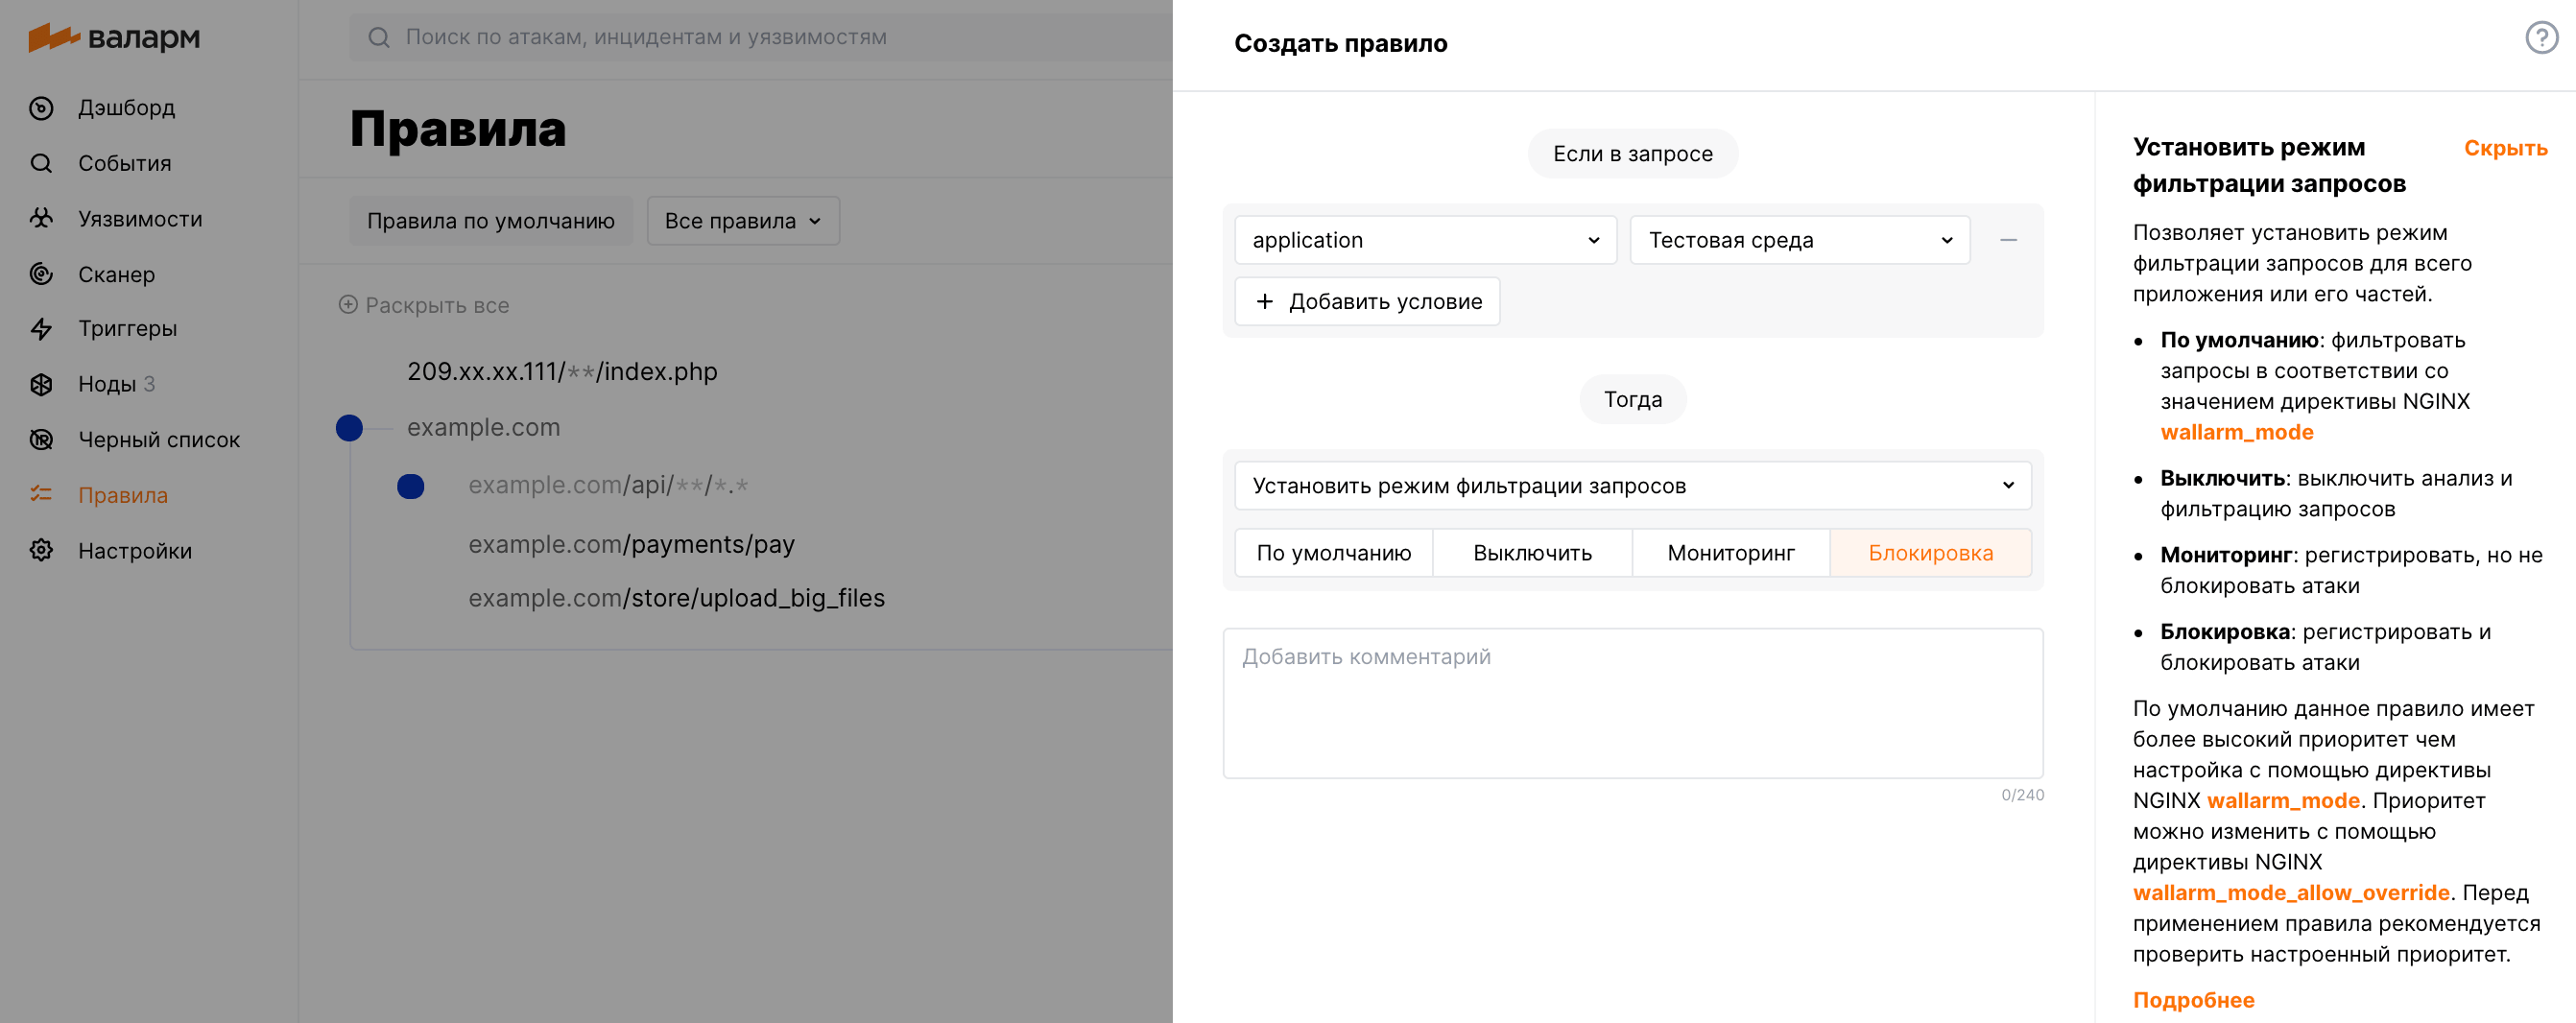 валарм
Дэшборд
События
Уязвимости
Сканер
Триггеры
Ноды 3
Черный список
Правила
Настройки
Поиск по атакам, инцидентам и уязвимостям
Правила
Правила по умолчанию
Все правила
Раскрыть все
209.xx.xx.111/**/index.php
example.com
example.com/api/**/*.*
example.com/payments/pay
example.com/store/upload_big_files
Создать правило
Если в запросе
application
Тестовая среда
Добавить условие
Тогда
Установить режим фильтрации запросов
По умолчанию
Выключить
Мониторинг
Блокировка
Добавить комментарий
0/240
Установить режим
фильтрации запросов
Скрыть
Позволяет установить режим
фильтрации запросов для всего
приложения или его частей.
По умолчанию: фильтровать
запросы в соответствии со
значением директивы NGINX
wallarm_mode
Выключить: выключить анализ и
фильтрацию запросов
Мониторинг: регистрировать, но не
блокировать атаки
Блокировка: регистрировать и
блокировать атаки
По умолчанию данное правило имеет
более высокий приоритет чем
настройка с помощью директивы
NGINX wallarm_mode. Приоритет
можно изменить с помощью
директивы NGINX
wallarm_mode_allow_override. Перед
применением правила рекомендуется
проверить настроенный приоритет.
Подробнее